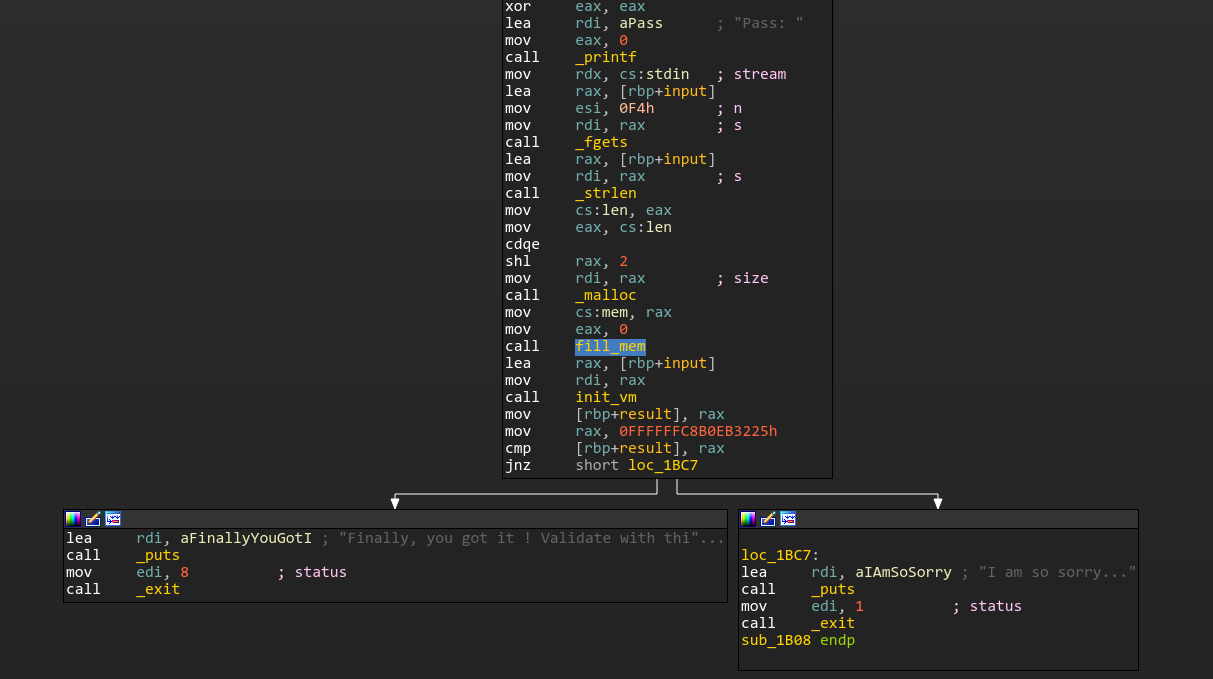 xor eax, eax
lea rdi, aPass ; "Pass: "
mov eax, 0
call _printf
mov rdx, cs:stdin ; stream
lea rax, [rbp+input]
mov esi, 0F4h ; n
mov rdi, rax ; s
call _fgets
lea rax, [rbp+input]
mov rdi, rax ; s
call _strlen
mov cs:len, eax
mov eax, cs:len
cdqe
shl rax, 2
mov rdi, rax ; size
call _malloc
mov cs:mem, rax
mov eax, 0
call fill_mem
lea rax, [rbp+input]
mov rdi, rax
call init_vm
mov [rbp+result], rax
mov rax, 0FFFFFFC8B0EB3225h
cmp [rbp+result], rax
jnz short loc_1BC7
lea rdi, aFinallyYouGotI ; "Finally, you got it ! Validate with thi"...
call _puts
mov edi, 8 ; status
call _exit
loc_1BC7:
lea rdi, aIAmSoSorry ; "I am so sorry..."
call _puts
mov edi, 1 ; status
call _exit
sub_1B08 endp